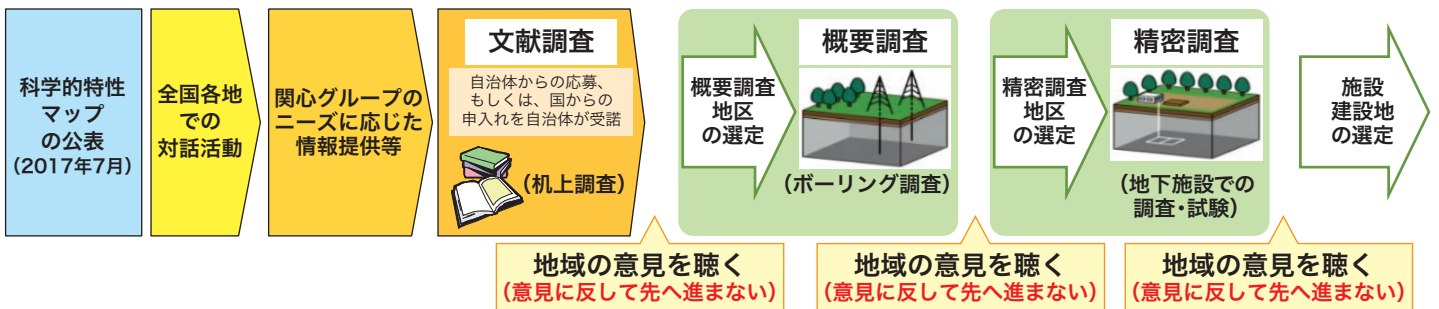 科学的特性
マップ
の公表
（2017年7月）
全国各地
での
対話活動
関心グループの
ニーズに応じた
情報提供等
文献調査
自治体からの応募、
もしくは、国からの
申入れを自治体が受諾
（机上調査）
概要調査
地区
の選定
概要調査
（ボーリング調査）
精密調査
地区
の選定
精密調査
（地下施設での
調査・試験）
施設
建設地
の選定
地域の意見を聴く
（意見に反して先へ進まない）
地域の意見を聴く
（意見に反して先へ進まない）
地域の意見を聴く
（意見に反して先へ進まない）